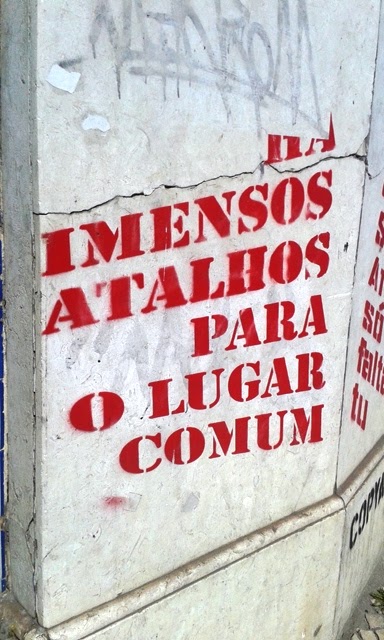 HÁ
IMENSOS
ATALHOS
PARA
O LUGAR
COMUM
só
falta
tu